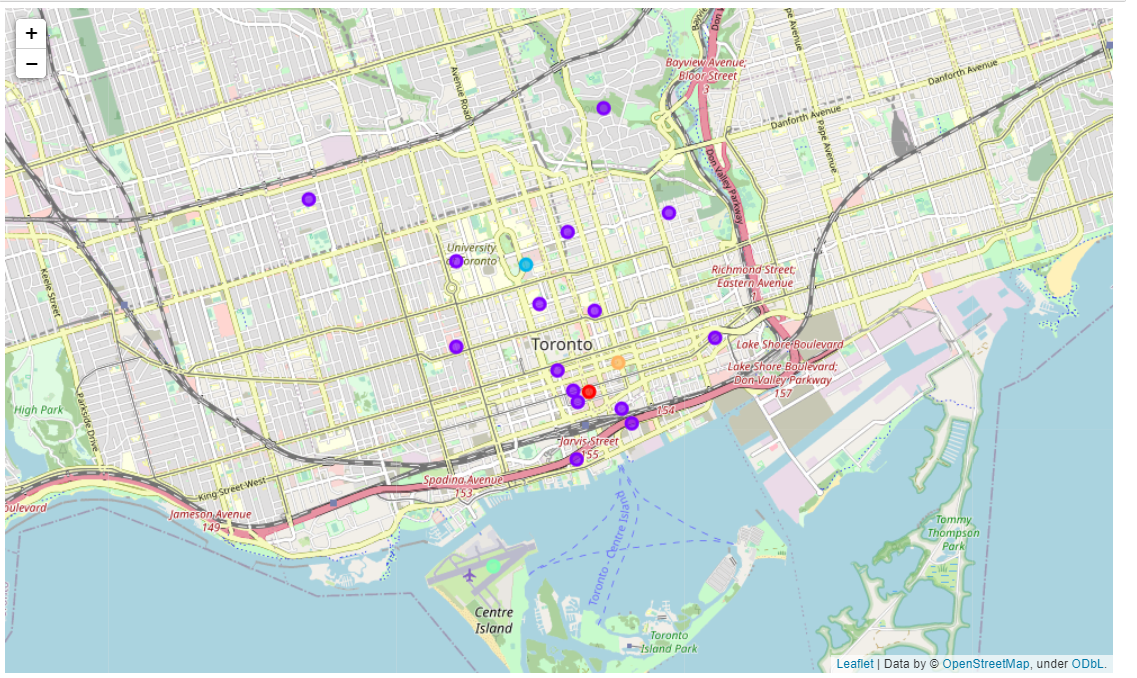 +
−
Bayview Avenue;
Bloor Street
3
Don
Danforth Avenue
Danforth Avenue
Avenue Road
Pape Avenue
Don Valley Parkway
University
Toronto
Keele Street
Richmond Street;
Eastern Avenue
Toronto
Lake Shore Boulevard
Lake Shore Boulevard;
Don Valley Parkway
157
High Park
Parkside Drive
154
Jarvis Street
155
Spadina Avenue
153
King Street West
Jameson Avenue
149
Toronto - Centre Island
Tommy
Thompson
Park
Centre
Island
Toronto
Island Park
Leaflet | Data by © OpenStreetMap, under ODbL.